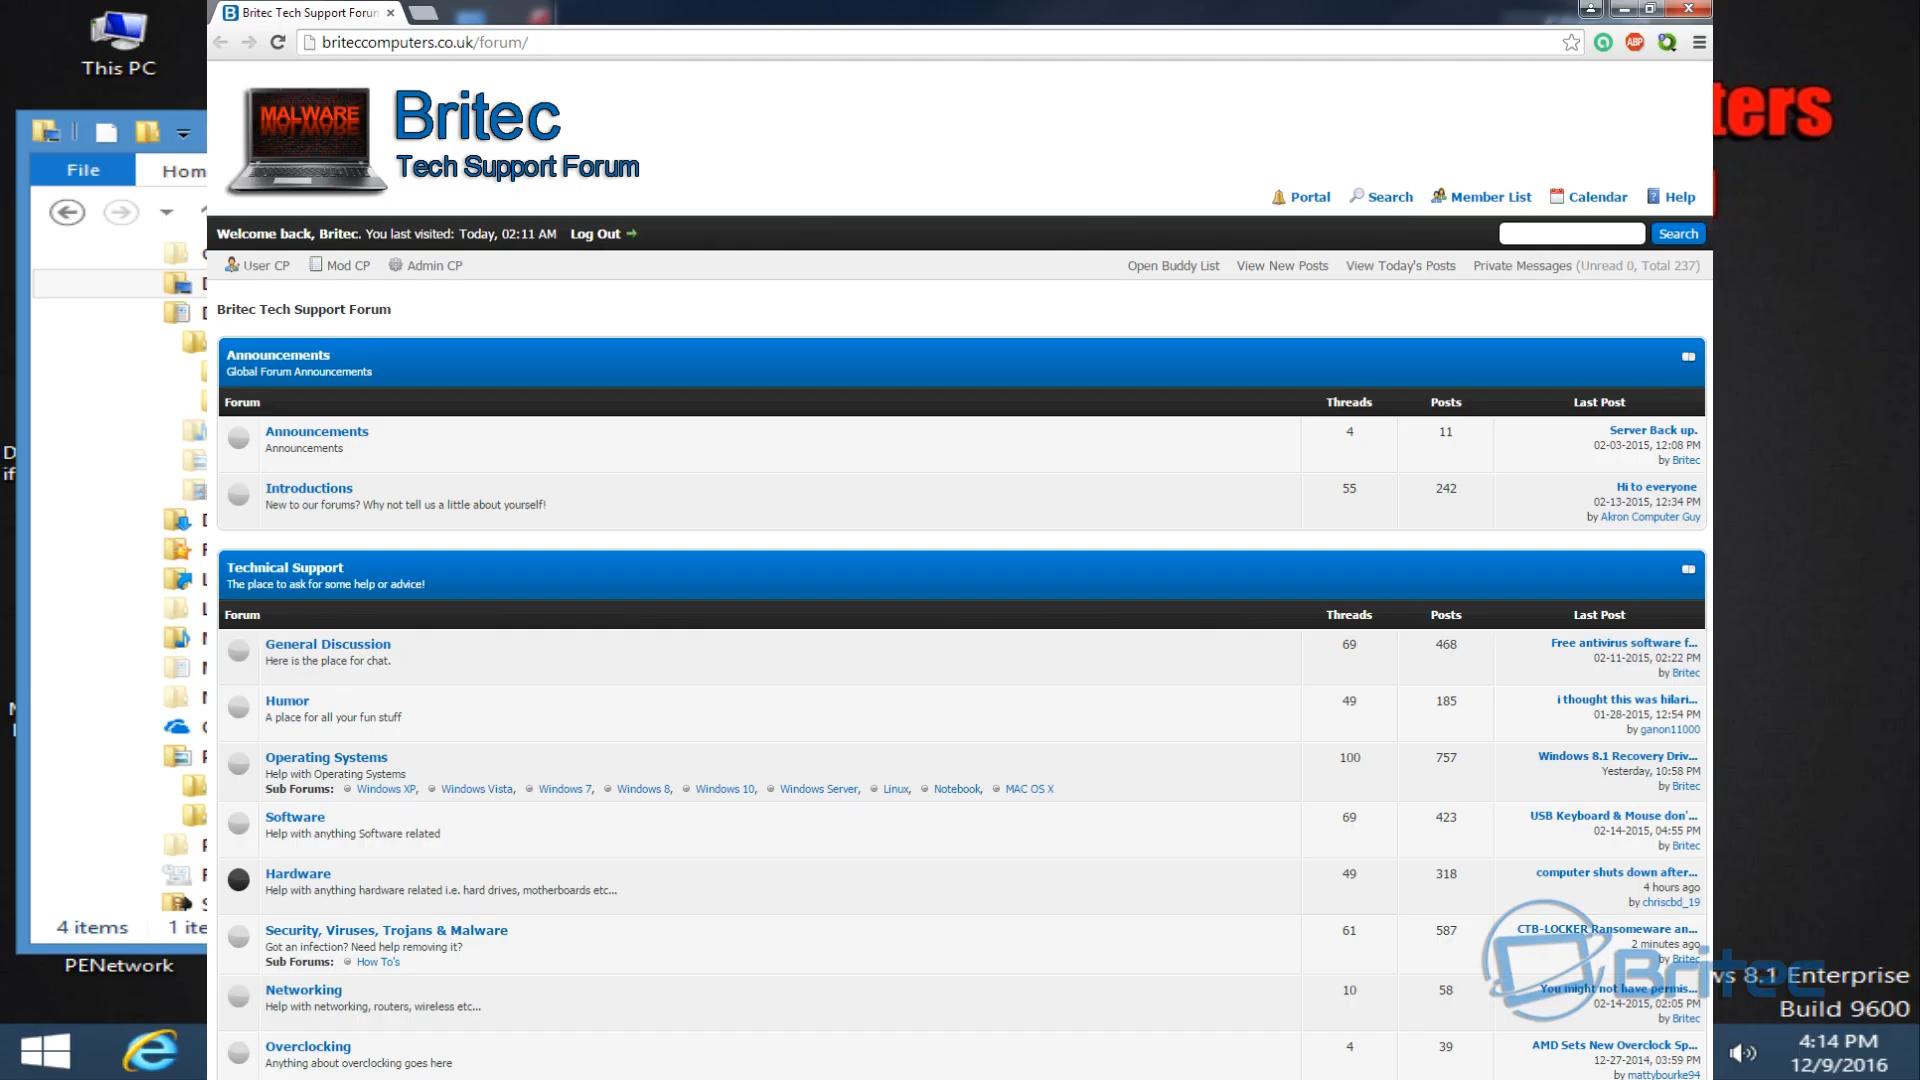 This PC
File
Hom
4 items
1 ite
PENetwork
Britec Tech Support Forun
briteccomputers.co.uk/forum/
ABP
MALWARE
Britec
Tech Support Forum
ters
Portal Search Member List Calendar Help
Welcome back, Britec. You last visited: Today, 02:11 AM Log Out
Search
User CP Mod CP Admin CP
Open Buddy List View New Posts View Today's Posts Private Messages (Unread 0, Total 237)
Britec Tech Support Forum
Announcements
Global Forum Announcements
Forum Threads Posts Last Post
Announcements 4 11 Server Back up.
Announcements 02-03-2015, 12:08 PM
by Britec
Introductions 55 242 Hi to everyone
New to our forums? Why not tell us a little about yourself! 02-13-2015, 12:34 PM
by Akron Computer Guy
Technical Support
The place to ask for some help or advice!
Forum Threads Posts Last Post
General Discussion 69 468 Free antivirus software f...
Here is the place for chat. 02-11-2015, 02:22 PM
by Britec
Humor 49 185 i thought this was hilari...
A place for all your fun stuff 01-28-2015, 12:54 PM
by ganon11000
Operating Systems 100 757 Windows 8.1 Recovery Driv...
Help with Operating Systems Yesterday, 10:58 PM
Sub Forums: Windows XP, Windows Vista, Windows 7, Windows 8, Windows 10, Windows Server, Linux, Notebook, MAC OS X by Britec
Software 69 423 USB Keyboard & Mouse don'...
Help with anything Software related 02-14-2015, 04:55 PM
by Britec
Hardware 49 318 computer shuts down after...
Help with anything hardware related i.e. hard drives, motherboards etc... 4 hours ago
by chriscbd_19
Security, Viruses, Trojans & Malware 61 587 CTB-LOCKER Ransomeware an...
Got an infection? Need help removing it? 2 minutes ago
Sub Forums: How To's by Britec
Networking 10 58 You might not have permis...
Help with networking, routers, wireless etc... 02-14-2015, 02:05 PM
by Britec
Overclocking 4 39 AMD Sets New Overclock Sp...
Anything about overclocking goes here 12-27-2014, 03:59 PM
by mattybourke94
Britec
ws 8.1 Enterprise
Build 9600
4:14 PM
12/9/2016